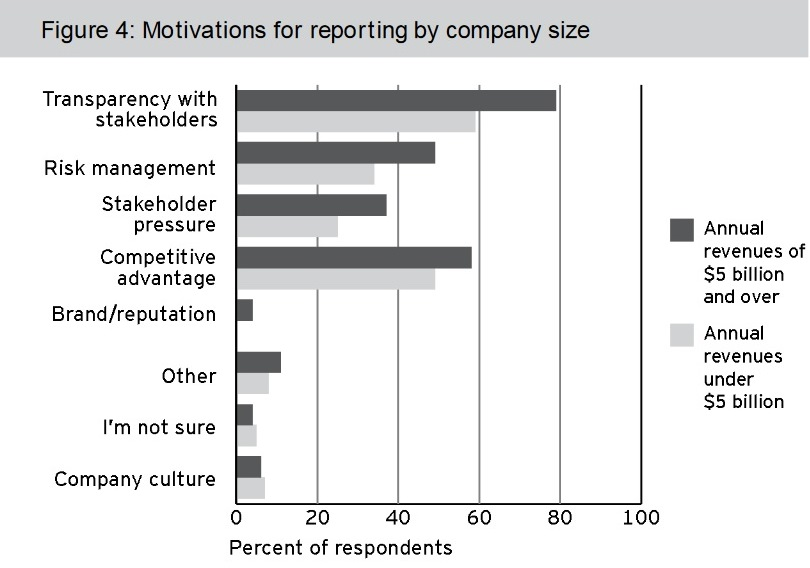 Figure 4: Motivations for reporting by company size
Transparency with
stakeholders
Risk management
Stakeholder
pressure
Competitive
advantage
Brand/reputation
Other
I'm not sure
Company culture
0 20 40 60 80 100
Percent of respondents
Annual
revenues of
$5 billion
and over
Annual
revenues
under
$5 billion